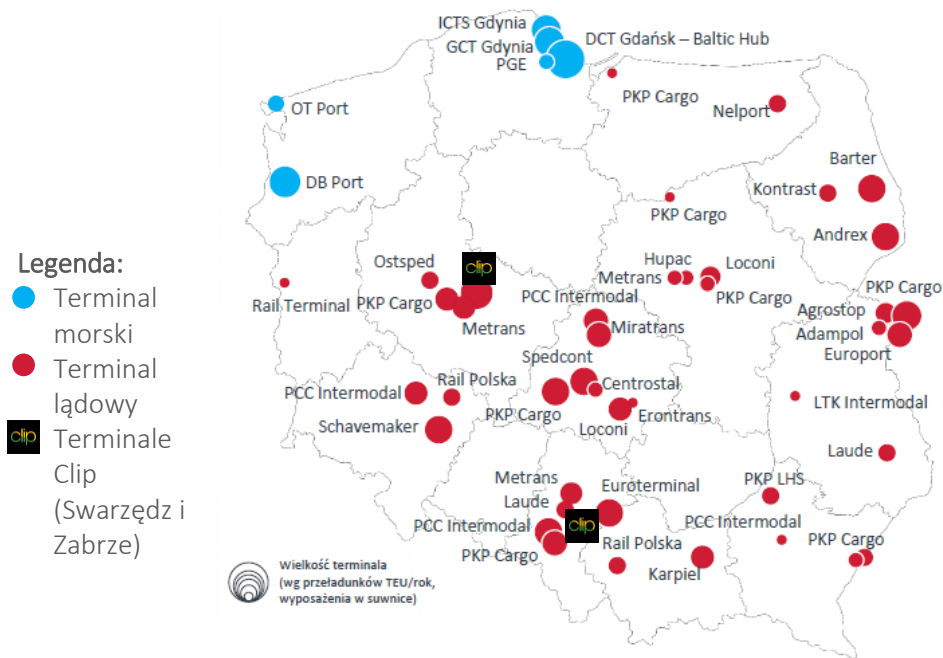 ICTS Gdynia
GCT Gdynia
PGE
DCT Gdańsk – Baltic Hub
PKP Cargo
Nelport
OT Port
DB Port
Barter
Kontrast
PKP Cargo
Andrex
Legenda:
Terminal
morski
Terminal
lądowy
clip
Terminale
Clip
(Swarzędz i
Zabrze)
Ostsped
clip
Rail Terminal
PKP Cargo
Metrans
Hupac
Metrans
Loconi
PKP Cargo
PCC Intermodal
Miratrans
PKP Cargo
Agrostop
Adampol
Europort
Spedcont
Centrostal
PKP Cargo
Erontrans
Loconi
PCC Intermodal
Rail Polska
Schavemaker
LTK Intermodal
Laude
Metrans
Laude
Euroterminal
PCC Intermodal
clip
PKP Cargo
Rail Polska
Karpiel
PKP LHS
PCC Intermodal
PKP Cargo
Wielkość terminala
(wg przeładunków TEU/rok,
wyposażenia w suwnice)